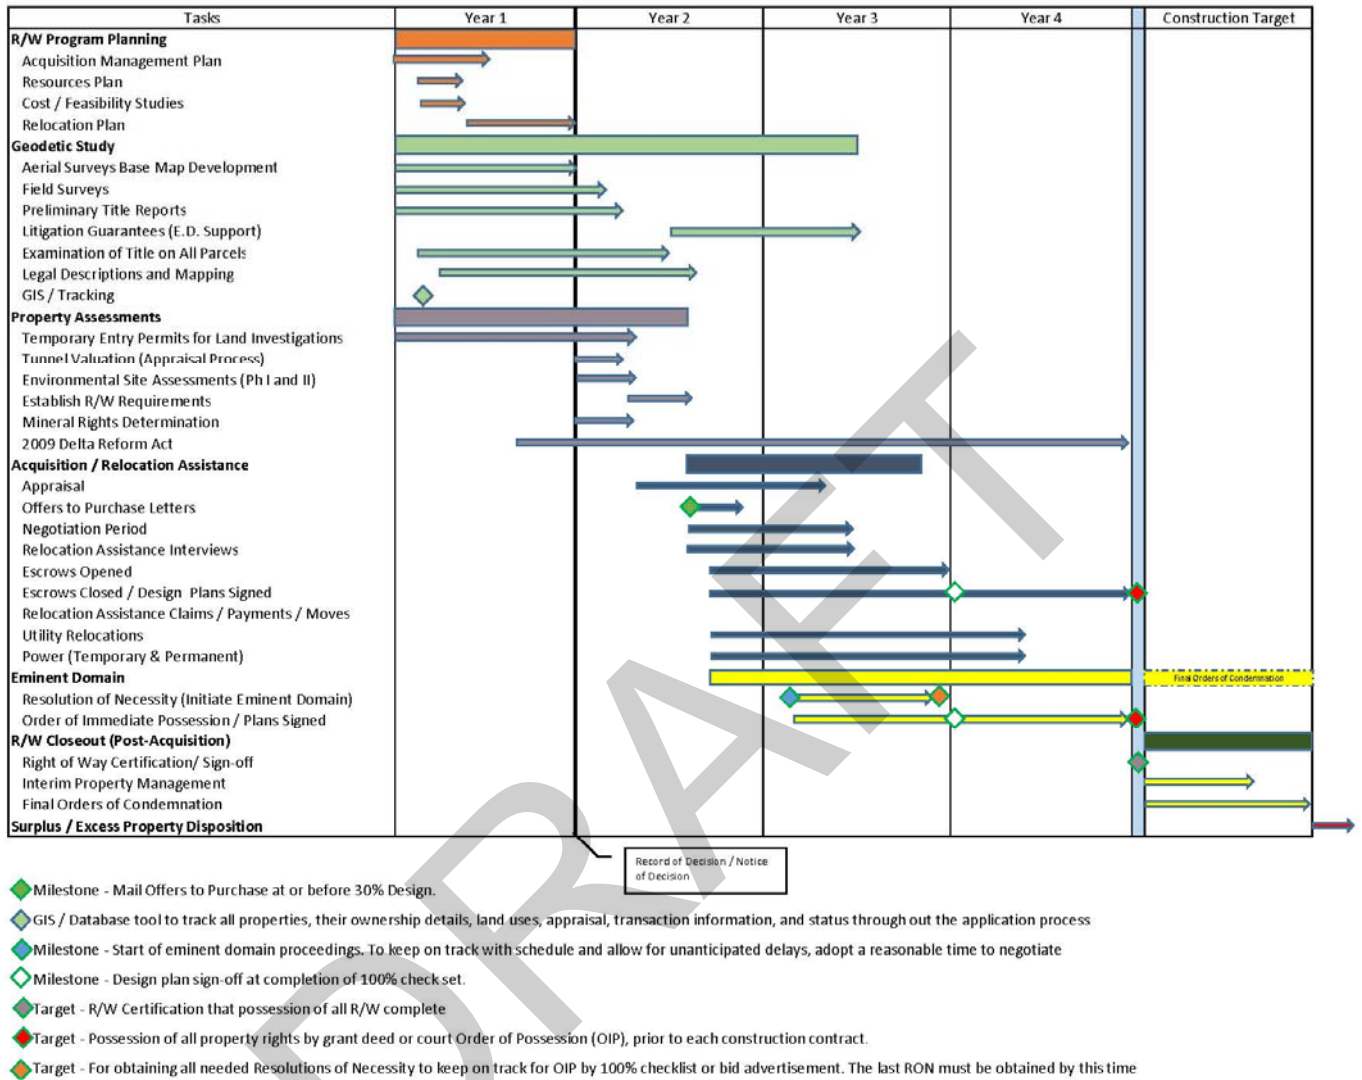 Tasks Year 1 Year 2 Year 3 Year 4 Construction Target
R/W Program Planning
Acquisition Management Plan
Resources Plan
Cost / Feasibility Studies
Relocation Plan
Geodetic Study
Aerial Surveys Base Map Development
Field Surveys
Preliminary Title Reports
Litigation Guarantees (E.D. Support)
Examination of Title on All Parcels
Legal Descriptions and Mapping
GIS / Tracking
Property Assessments
Temporary Entry Permits for Land Investigations
Tunnel Valuation (Appraisal Process)
Environmental Site Assessments (Ph I and II)
Establish R/W Requirements
Mineral Rights Determination
2009 Delta Reform Act
Acquisition / Relocation Assistance
Appraisal
Offers to Purchase Letters
Negotiation Period
Relocation Assistance Interviews
Escrows Opened
Escrows Closed / Design Plans Signed
Relocation Assistance Claims / Payments / Moves
Utility Relocations
Power (Temporary & Permanent)
Eminent Domain Final Orders of Condemnation
Resolution of Necessity (Initiate Eminent Domain)
Order of Immediate Possession / Plans Signed
R/W Closeout (Post-Acquisition)
Right of Way Certification/ Sign-off
Interim Property Management
Final Orders of Condemnation
Surplus / Excess Property Disposition
Record of Decision / Notice
of Decision
Milestone - Mail Offers to Purchase at or before 30% Design.
GIS / Database tool to track all properties, their ownership details, land uses, appraisal, transaction information, and status through out the application process
Milestone - Start of eminent domain proceedings. To keep on track with schedule and allow for unanticipated delays, adopt a reasonable time to negotiate
Milestone - Design plan sign-off at completion of 100% check set.
Target - R/W Certification that possession of all R/W complete
Target - Possession of all property rights by grant deed or court Order of Possession (OIP), prior to each construction contract.
Target - For obtaining all needed Resolutions of Necessity to keep on track for OIP by 100% checklist or bid advertisement. The last RON must be obtained by this time
DRAFT